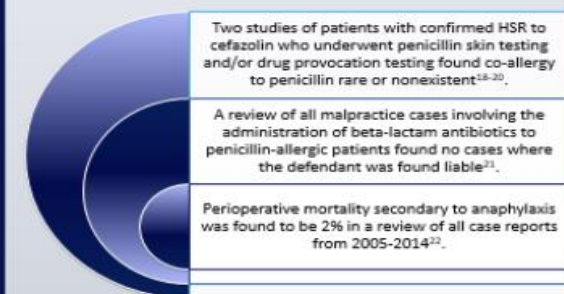 Two studies of patients with confirmed HSR to
cefazolin who underwent penicillin skin testing
and/or drug provocation testing found co-allergy
to penicillin rare or nonexistent¹⁸⁻²⁰.
A review of all malpractice cases involving the
administration of beta-lactam antibiotics to
penicillin-allergic patients found no cases where
the defendant was found liable²¹.
Perioperative mortality secondary to anaphylaxis
was found to be 2% in a review of all case reports
from 2005-2014²².